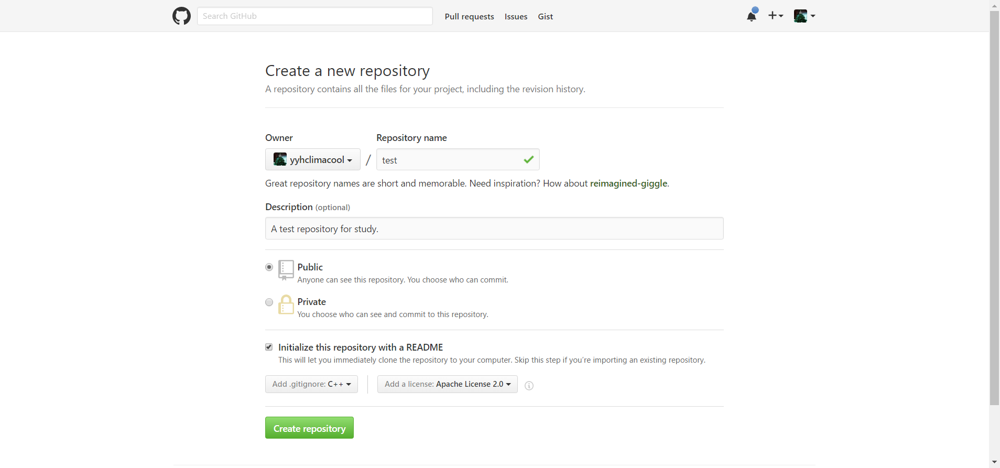 Search GitHub
Pull requests Issues Gist
Create a new repository
A repository contains all the files for your project, including the revision history.
Owner Repository name
yyhclimacool / test
Great repository names are short and memorable. Need inspiration? How about reimagined-giggle.
Description (optional)
A test repository for study.
Public
Anyone can see this repository. You choose who can commit.
Private
You choose who can see and commit to this repository.
Initialize this repository with a README
This will let you immediately clone the repository to your computer. Skip this step if you’re importing an existing repository.
Add .gitignore: C++ Add a license: Apache License 2.0
Create repository